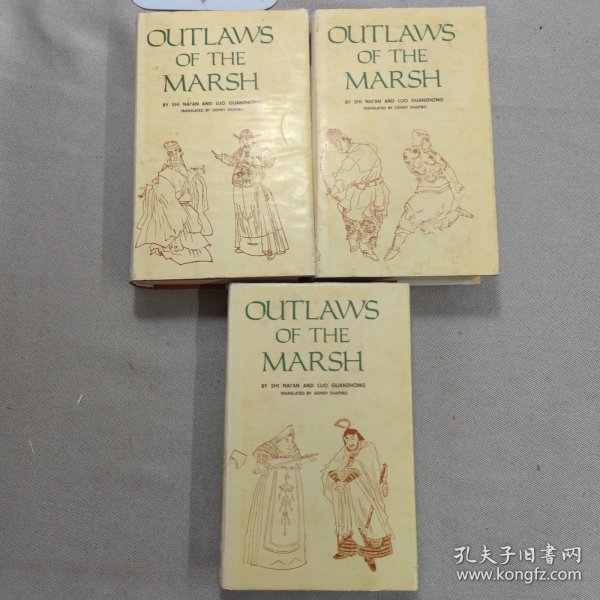 OUTLAWS
OF THE
MARSH
BY SHI NAI'AN AND LUO GUANZHONG
TRANSLATED BY SIDNEY SHAPIRO
OUTLAWS
OF THE
MARSH
BY SHI NAI'AN AND LUO GUANZHONG
TRANSLATED BY SIDNEY SHAPIRO
OUTLAWS
OF THE
MARSH
BY SHI NAI'AN AND LUO GUANZHONG
TRANSLATED BY SIDNEY SHAPIRO
孔夫子旧書网
www.kongfz.com